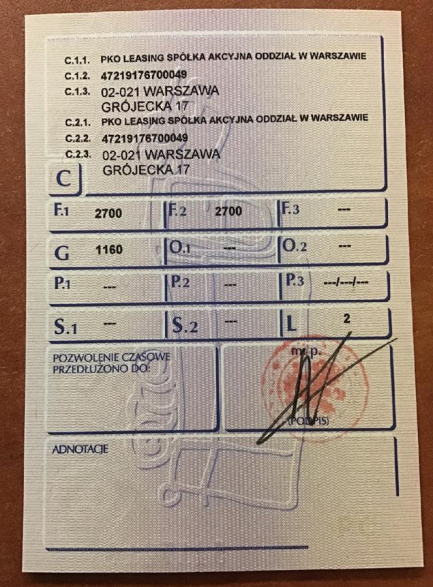 C.1.1. PKO LEASING SPÓŁKA AKCYJNA ODDZIAŁ W WARSZAWIE
C.1.2. 47219176700049
C.1.3. 02-021 WARSZAWA
GRÓJECKA 17
C.2.1. PKO LEASING SPÓŁKA AKCYJNA ODDZIAŁ W WARSZAWIE
C.2.2. 47219176700049
C.2.3. 02-021 WARSZAWA
GRÓJECKA 17
C
F.1 2700 F.2 2700 F.3 ---
G 1160 O.1 --- O.2 ---
P.1 --- P.2 --- P.3 ---/---/---
S.1 --- S.2 --- L 2
POZWOLENIE CZASOWE
PRZEDŁUŻONO DO:
m. p.
(PODPIS)
ADNOTACJE